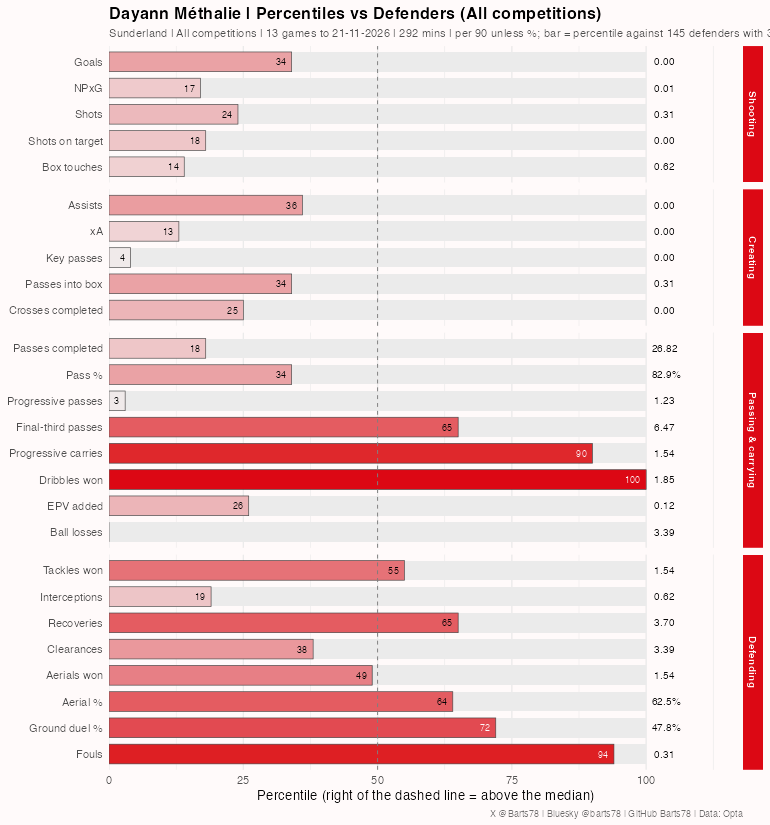 Dayann Méthalie | Percentiles vs Defenders (All competitions)
Sunderland | All competitions | 13 games to 21-11-2026 | 292 mins | per 90 unless %; bar = percentile against 145 defenders with
Goals 34 0.00
NPxG 17 0.01
Shots 24 0.31
Shots on target 18 0.00
Box touches 14 0.62
Shooting
Assists 36 0.00
xA 13 0.00
Key passes 4 0.00
Passes into box 34 0.31
Crosses completed 25 0.00
Creating
Passes completed 18 26.82
Pass % 34 82.9%
Progressive passes 3 1.23
Final-third passes 65 6.47
Progressive carries 90 1.54
Dribbles won 100 1.85
EPV added 26 0.12
Ball losses 3.39
Passing & carrying
Tackles won 55 1.54
Interceptions 19 0.62
Recoveries 65 3.70
Clearances 38 3.39
Aerials won 49 1.54
Aerial % 64 62.5%
Ground duel % 72 47.8%
Fouls 94 0.31
Defending
0 25 50 75 100
Percentile (right of the dashed line = above the median)
X @Barts78 | Bluesky @barts78 | GitHub Barts78 | Data: Opta